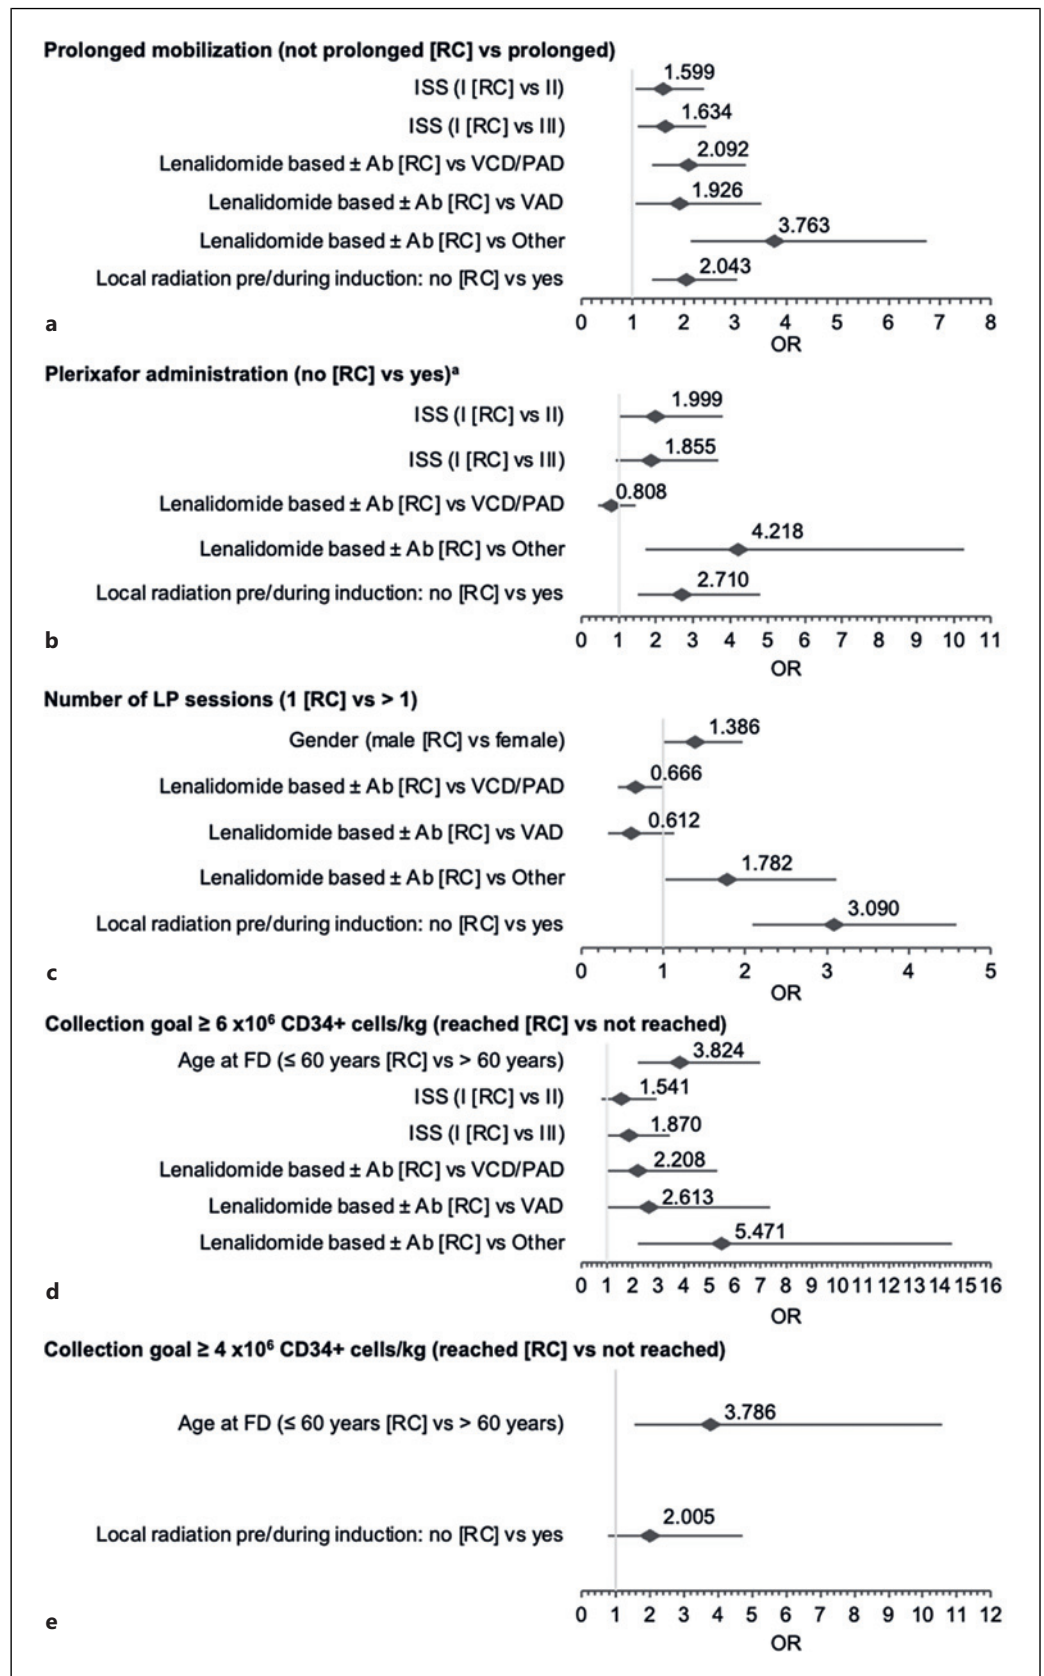 Prolonged mobilization (not prolonged [RC] vs prolonged)
ISS (I [RC] vs II) 1.599
ISS (I [RC] vs III) 1.634
Lenalidomide based ± Ab [RC] vs VCD/PAD 2.092
Lenalidomide based ± Ab [RC] vs VAD 1.926
Lenalidomide based ± Ab [RC] vs Other 3.763
Local radiation pre/during induction: no [RC] vs yes 2.043
0 1 2 3 4 5 6 7 8
a
OR
Plerixafor administration (no [RC] vs yes)ᵃ
ISS (I [RC] vs II) 1.999
ISS (I [RC] vs III) 1.855
Lenalidomide based ± Ab [RC] vs VCD/PAD 0.808
Lenalidomide based ± Ab [RC] vs Other 4.218
Local radiation pre/during induction: no [RC] vs yes 2.710
0 1 2 3 4 5 6 7 8 9 10 11
b
OR
Number of LP sessions (1 [RC] vs > 1)
Gender (male [RC] vs female) 1.386
Lenalidomide based ± Ab [RC] vs VCD/PAD 0.666
Lenalidomide based ± Ab [RC] vs VAD 0.612
Lenalidomide based ± Ab [RC] vs Other 1.782
Local radiation pre/during induction: no [RC] vs yes 3.090
0 1 2 3 4 5
c
OR
Collection goal ≥ 6 x10⁶ CD34+ cells/kg (reached [RC] vs not reached)
Age at FD (≤ 60 years [RC] vs > 60 years) 3.824
ISS (I [RC] vs II) 1.541
ISS (I [RC] vs III) 1.870
Lenalidomide based ± Ab [RC] vs VCD/PAD 2.208
Lenalidomide based ± Ab [RC] vs VAD 2.613
Lenalidomide based ± Ab [RC] vs Other 5.471
0 1 2 3 4 5 6 7 8 9 10 11 12 13 14 15 16
d
OR
Collection goal ≥ 4 x10⁶ CD34+ cells/kg (reached [RC] vs not reached)
Age at FD (≤ 60 years [RC] vs > 60 years) 3.786
Local radiation pre/during induction: no [RC] vs yes 2.005
0 1 2 3 4 5 6 7 8 9 10 11 12
e
OR